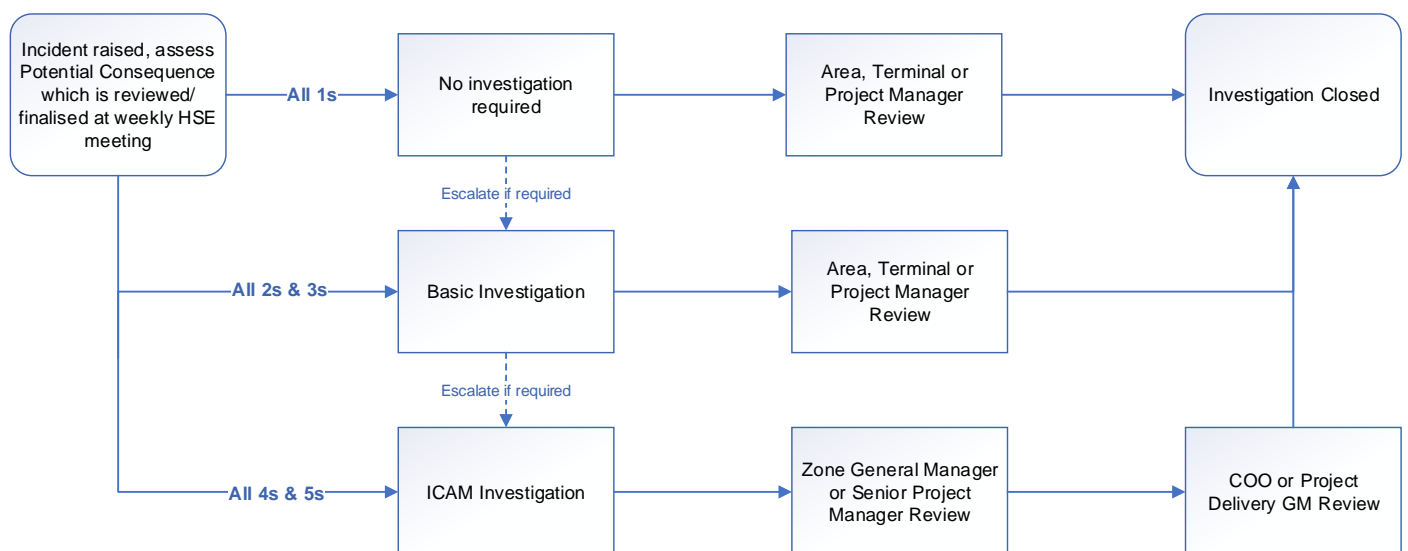 Incident raised, assess
Potential Consequence
which is reviewed/
finalised at weekly HSE
meeting
All 1s
No investigation
required
Area, Terminal or
Project Manager
Review
Investigation Closed
Escalate if required
All 2s & 3s
Basic Investigation
Area, Terminal or
Project Manager
Review
Escalate if required
All 4s & 5s
ICAM Investigation
Zone General Manager
or Senior Project
Manager Review
COO or Project
Delivery GM Review